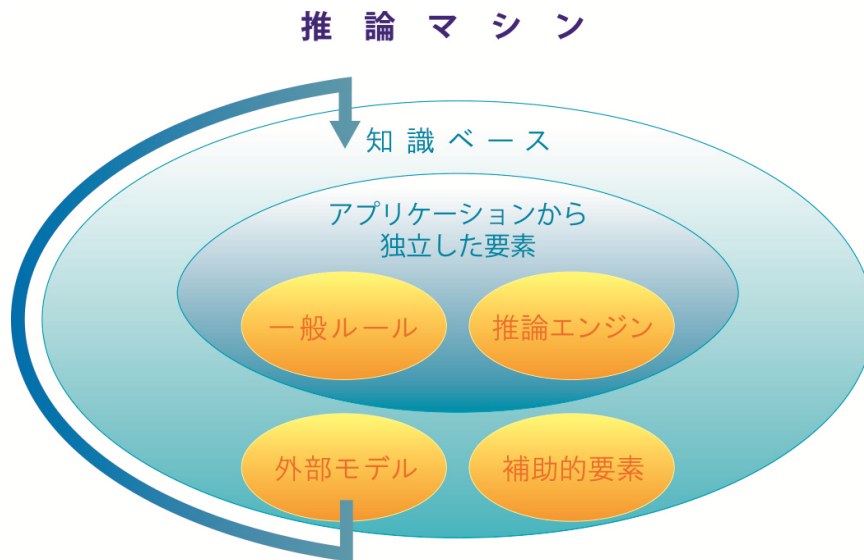 推論マシン
知識ベース
アプリケーションから
独立した要素
一般ルール
推論エンジン
外部モデル
補助的要素